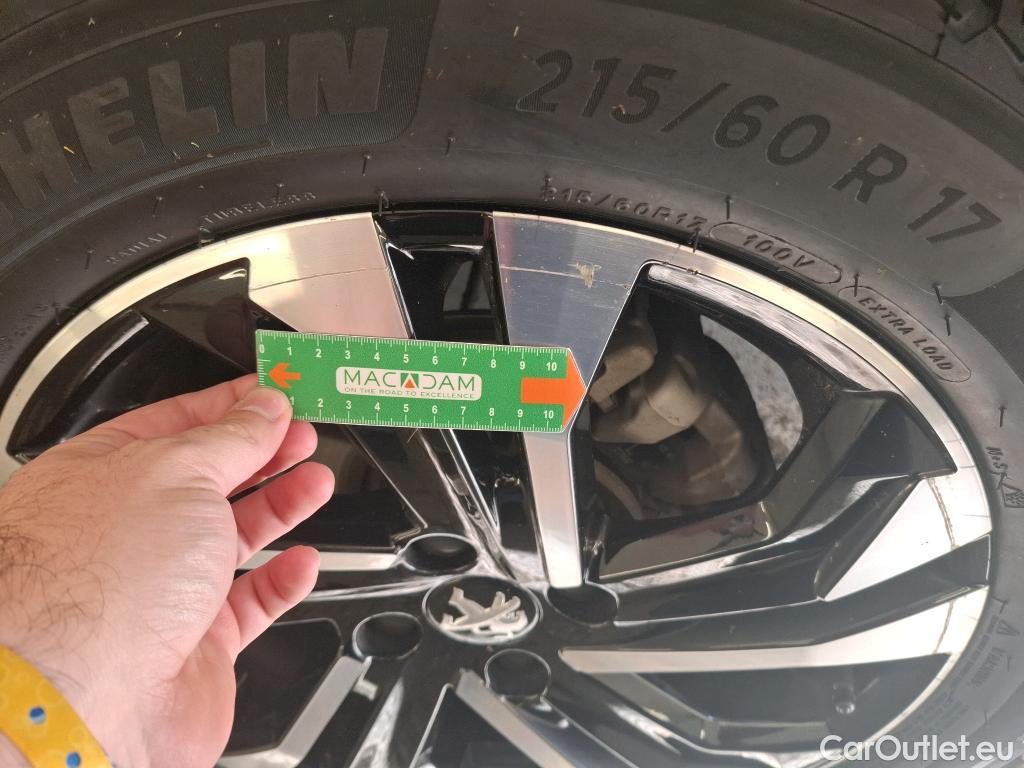 HELIN
215/60 R 17
RADIAL TUBELESS
215/60R17
100V
EXTRA LOAD
M+S
0 1 2 3 4 5 6 7 8 9 10
MACADAM
ON THE ROAD TO EXCELLENCE
1 2 3 4 5 6 7 8 9 10
CarOutlet.eu